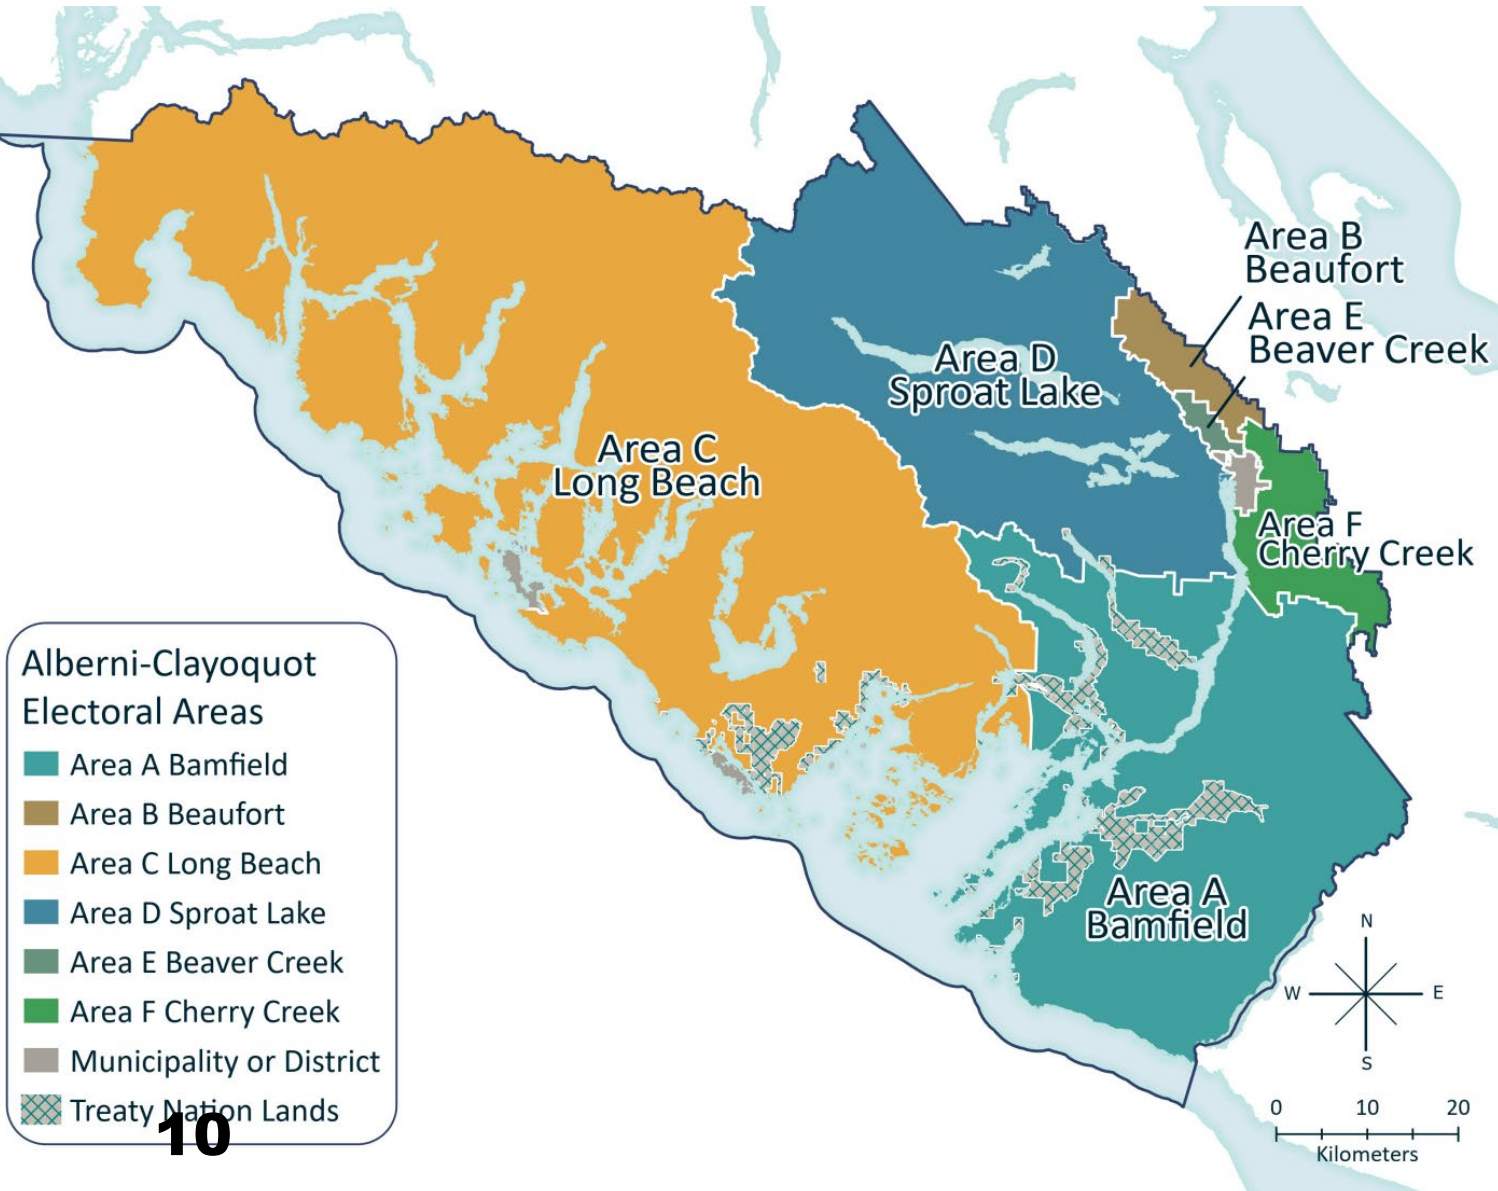 Area B
Beaufort
Area E
Beaver Creek
Area D
Sproat Lake
Area C
Long Beach
Area F
Cherry Creek
Area A
Bamfield
Alberni-Clayoquot
Electoral Areas
Area A Bamfield
Area B Beaufort
Area C Long Beach
Area D Sproat Lake
Area E Beaver Creek
Area F Cherry Creek
Municipality or District
Treaty Nation Lands
10
N
W E
S
0 10 20
Kilometers